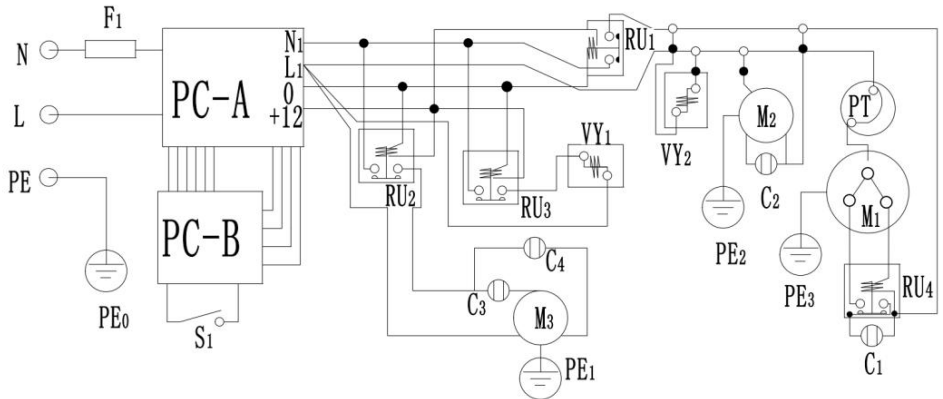 F1
N
L
PE
PC-A
N1
L1
0
+12
PC-B
S1
PE0
RU1
RU2
RU3
VY1
VY2
M2
C2
PE2
PT
M1
PE3
RU4
C1
C4
C3
M3
PE1